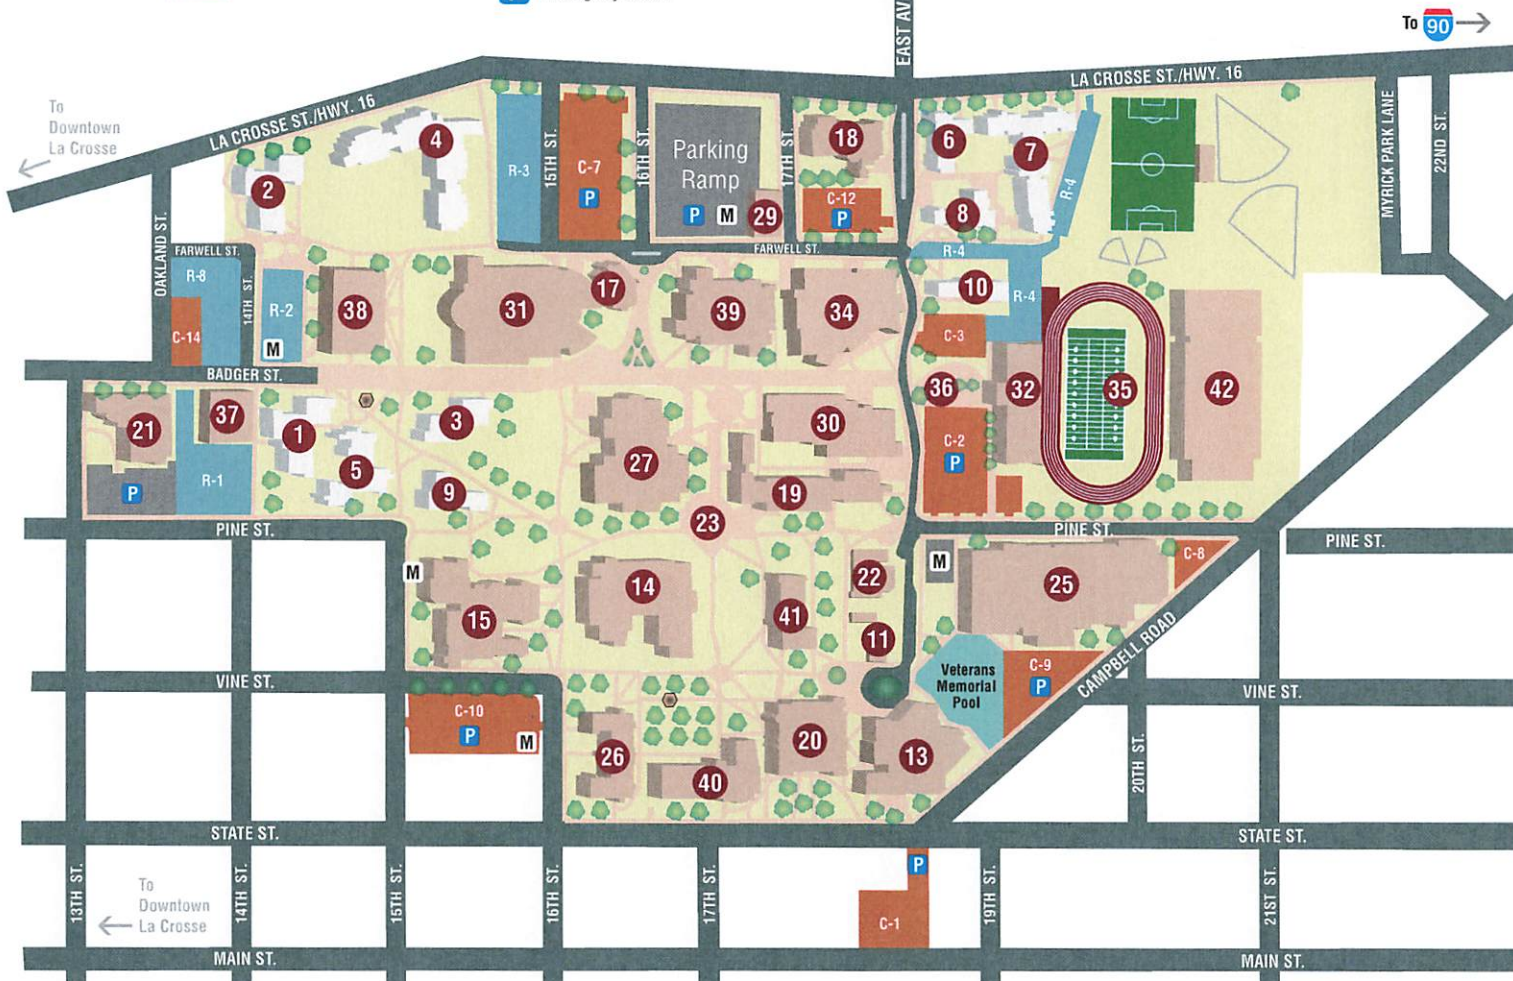 EAST AV
To 90
LA CROSSE ST./HWY. 16
To
Downtown
La Crosse
LA CROSSE ST./HWY. 16
4
2
R-3
15TH ST.
C-7
P
16TH ST.
Parking
Ramp
P
M
29
17TH ST.
18
C-12
P
6
7
8
R-4
MYRICK PARK LANE
22ND ST.
OAKLAND ST.
FARWELL ST.
FARWELL ST.
R-4
R-8
14TH ST.
R-2
C-14
M
38
31
17
39
34
10
R-4
C-3
BADGER ST.
36
32
35
42
21
37
1
3
5
9
27
30
19
C-2
P
P
R-1
23
PINE ST.
PINE ST.
PINE ST.
M
15
14
41
22
11
M
25
C-8
CAMPBELL ROAD
Veterans
Memorial
Pool
C-9
P
VINE ST.
VINE ST.
C-10
P
M
26
40
20
13
20TH ST.
STATE ST.
STATE ST.
13TH ST.
To
Downtown
La Crosse
14TH ST.
15TH ST.
16TH ST.
17TH ST.
P
C-1
19TH ST.
21ST ST.
MAIN ST.
MAIN ST.